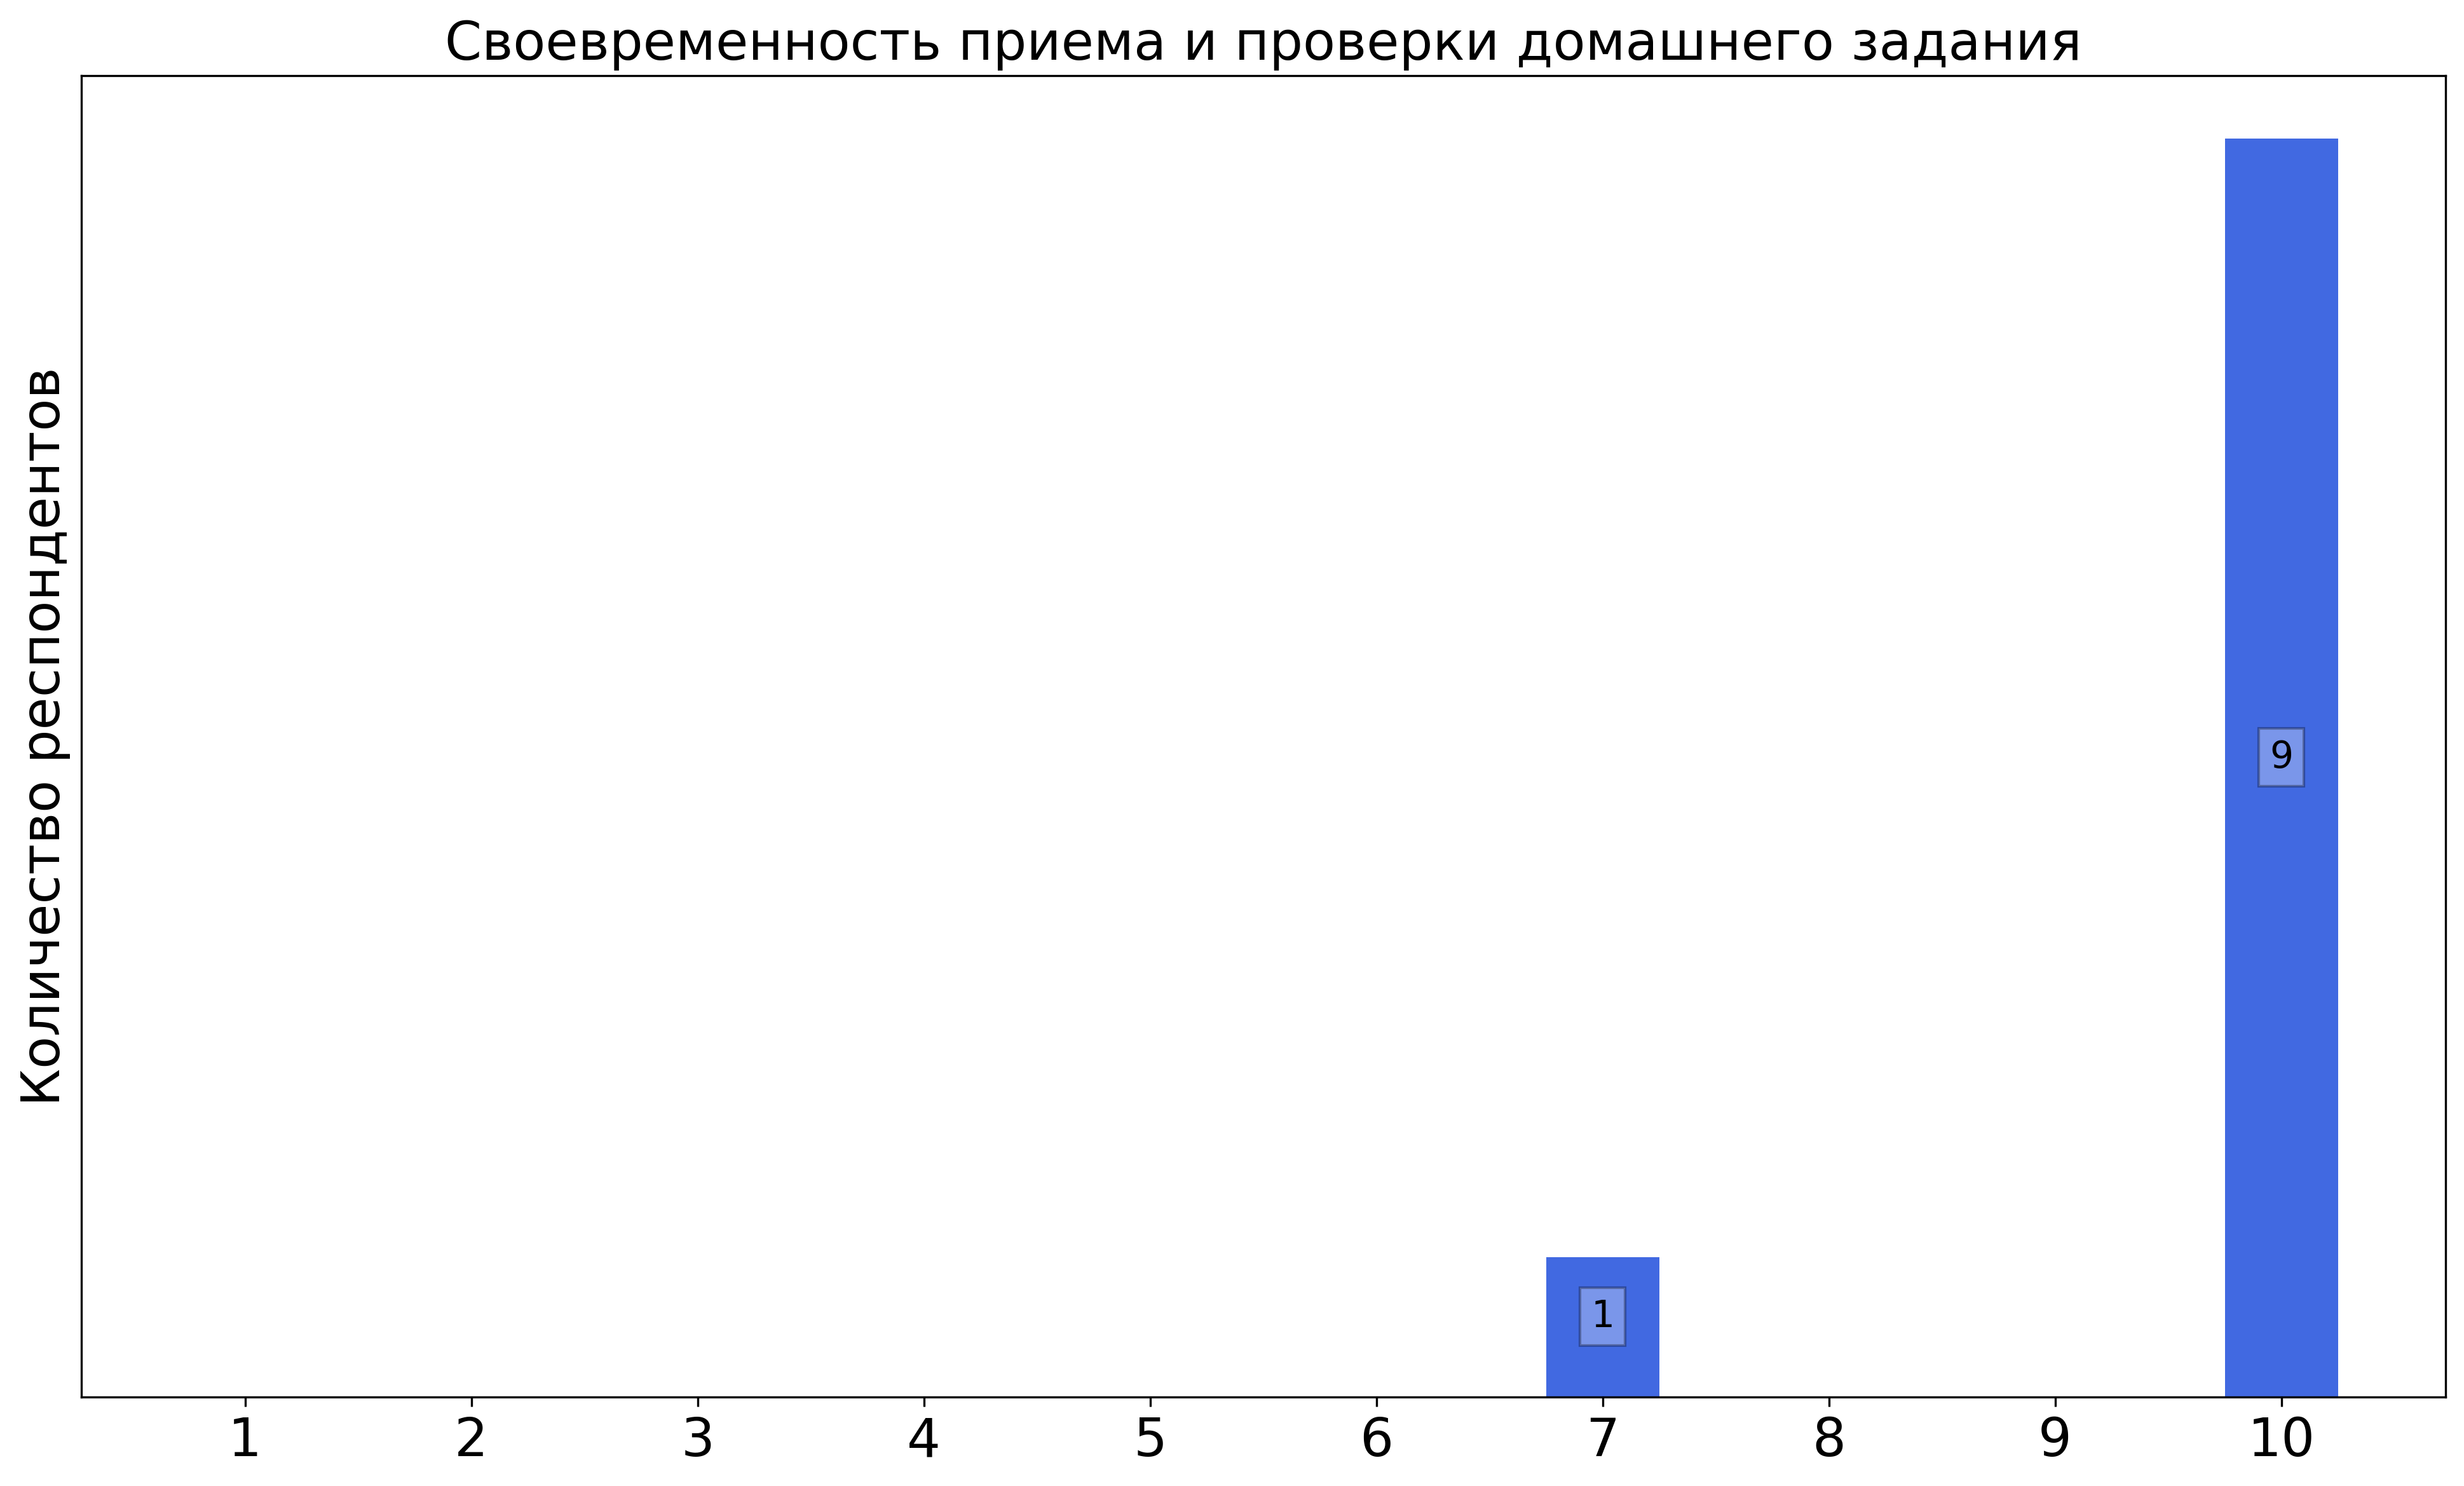 Своевременность приема и проверки домашнего задания
Количество респондентов
9
1
1 2 3 4 5 6 7 8 9 10